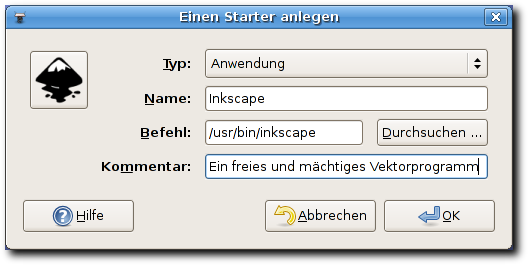 Einen Starter anlegen
Typ: Anwendung
Name: Inkscape
Befehl: /usr/bin/inkscape Durchsuchen ...
Kommentar: Ein freies und mächtiges Vektorprogramm
Hilfe Abbrechen OK